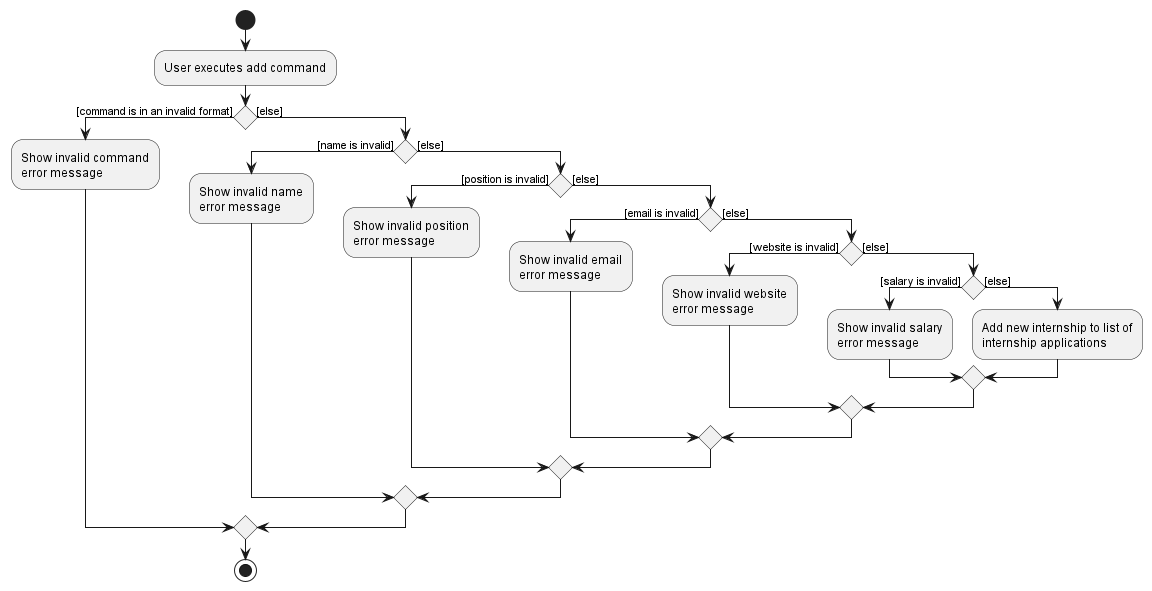 User executes add command
[command is in an invalid format]
[else]
Show invalid command
error message
[name is invalid]
[else]
Show invalid name
error message
[position is invalid]
[else]
Show invalid position
error message
[email is invalid]
[else]
Show invalid email
error message
[website is invalid]
[else]
Show invalid website
error message
[salary is invalid]
[else]
Show invalid salary
error message
Add new internship to list of
internship applications